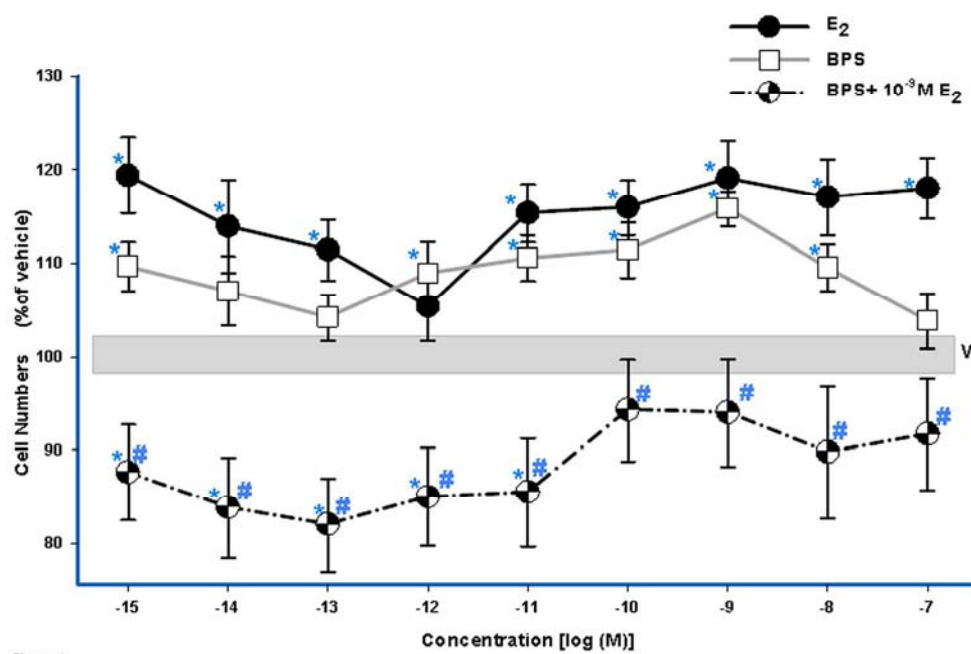 E₂
BPS
BPS+ 10⁻⁹M E₂
130
120
110
100
90
80
Cell Numbers (%of vehicle)
V
* * * * * * * *
* * * * * *
* * * * *
# # # # # # # # #
-15 -14 -13 -12 -11 -10 -9 -8 -7
Concentration [log (M)]